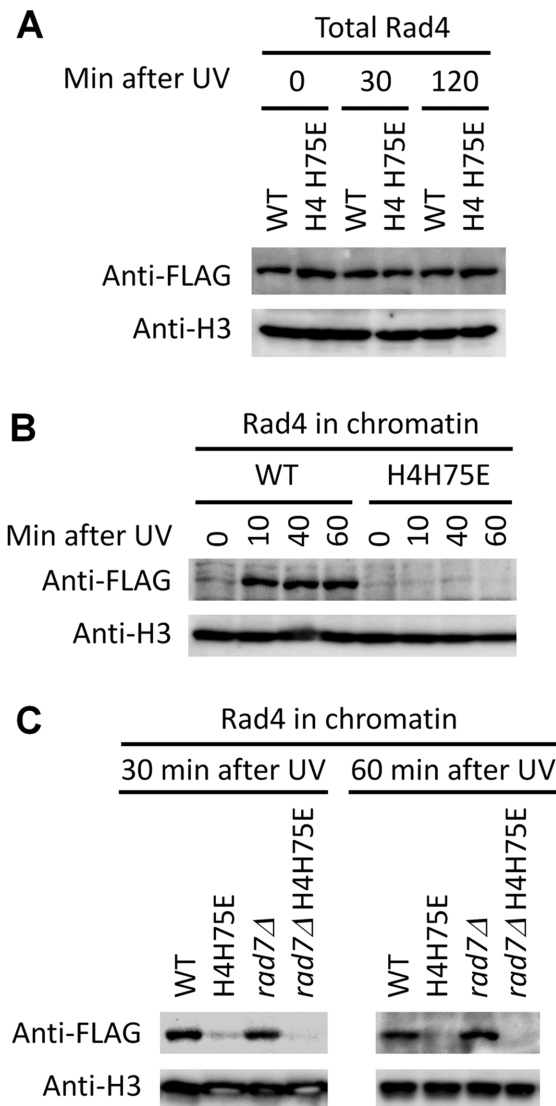 A
Total Rad4
Min after UV 0 30 120
WT H4 H75E WT H4 H75E WT H4 H75E
Anti-FLAG
Anti-H3
B
Rad4 in chromatin
WT H4H75E
Min after UV 0 10 40 60 0 10 40 60
Anti-FLAG
Anti-H3
C
Rad4 in chromatin
30 min after UV 60 min after UV
WT H4H75E rad7Δ rad7Δ H4H75E WT H4H75E rad7Δ rad7Δ H4H75E
Anti-FLAG
Anti-H3